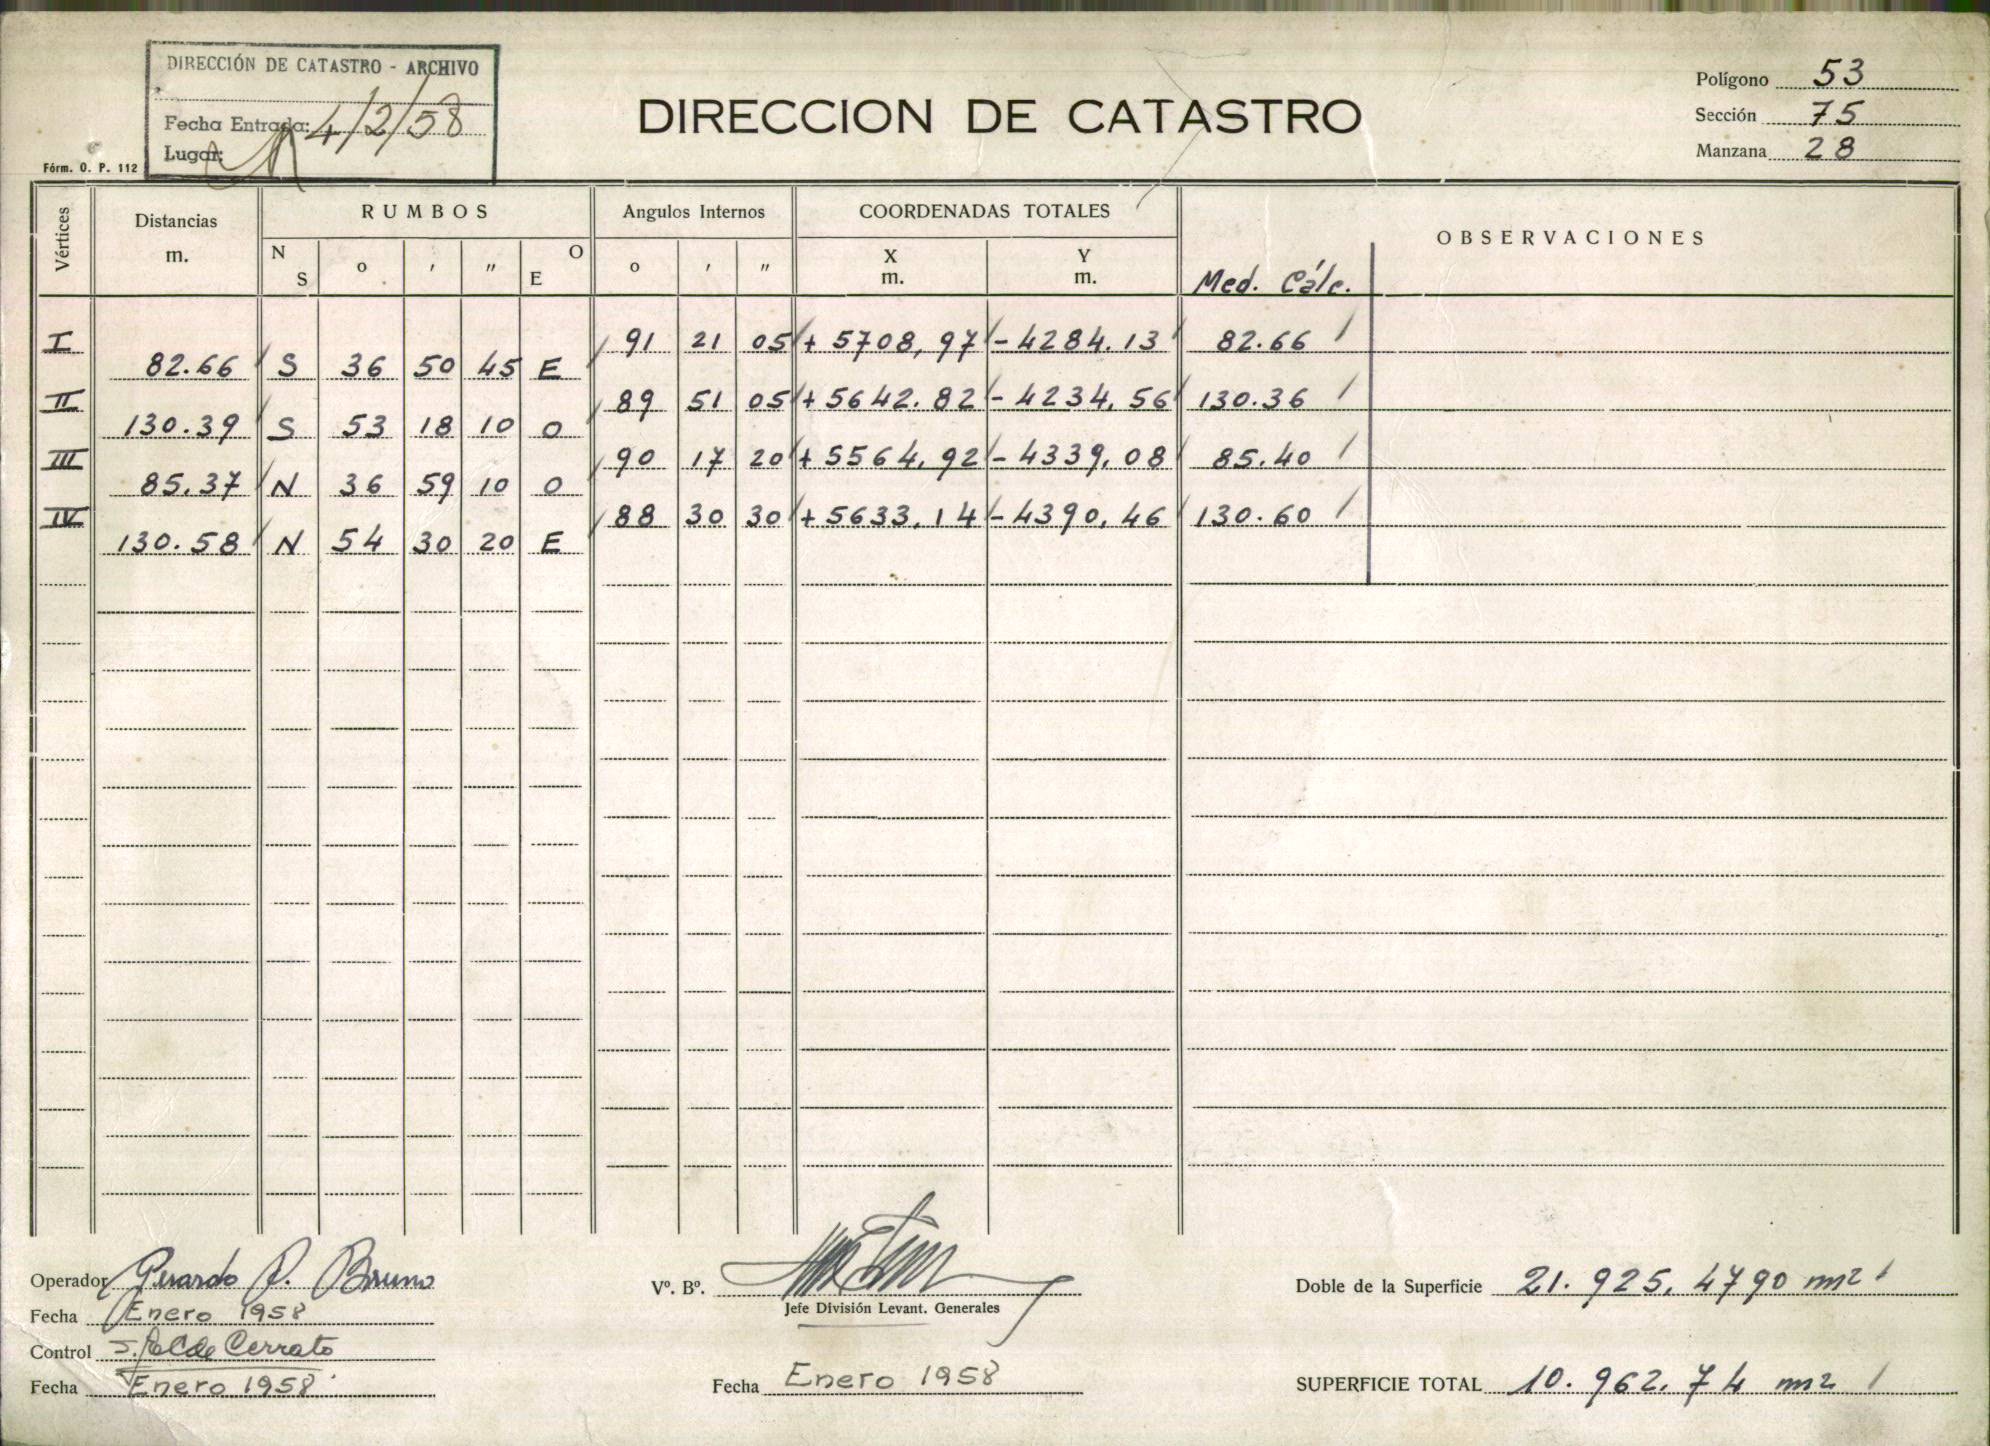 DIRECCIÓN DE CATASTRO - ARCHIVO
Fecha Entrada: 4/2/58
Lugar:
Fórm. O. P. 112
DIRECCION DE CATASTRO
Polígono 53
Sección 75
Manzana 28
Vértices Distancias m. RUMBOS N S o ' " O E Angulos Internos o ' " COORDENADAS TOTALES X m. Y m. OBSERVACIONES
Med. Cálc.
I 91 21 05 + 5708,97 - 4284.13 82.66
82.66 S 36 50 45 E
II 89 51 05 + 5642.82 - 4234,56 130.36
130.39 S 53 18 10 O
III 90 17 20 + 5564,92 - 4339,08 85.40
85.37 N 36 59 10 O
IV 88 30 30 + 5633,14 - 4390,46 130.60
130.58 N 54 30 20 E
Operador Gerardo P. Bruno
Fecha Enero 1958
Control Cerrato
Fecha Enero 1958
Vº. Bº.
Jefe División Levant. Generales
Fecha Enero 1958
Doble de la Superficie 21.925,4790 m2
SUPERFICIE TOTAL 10.962,74 m2